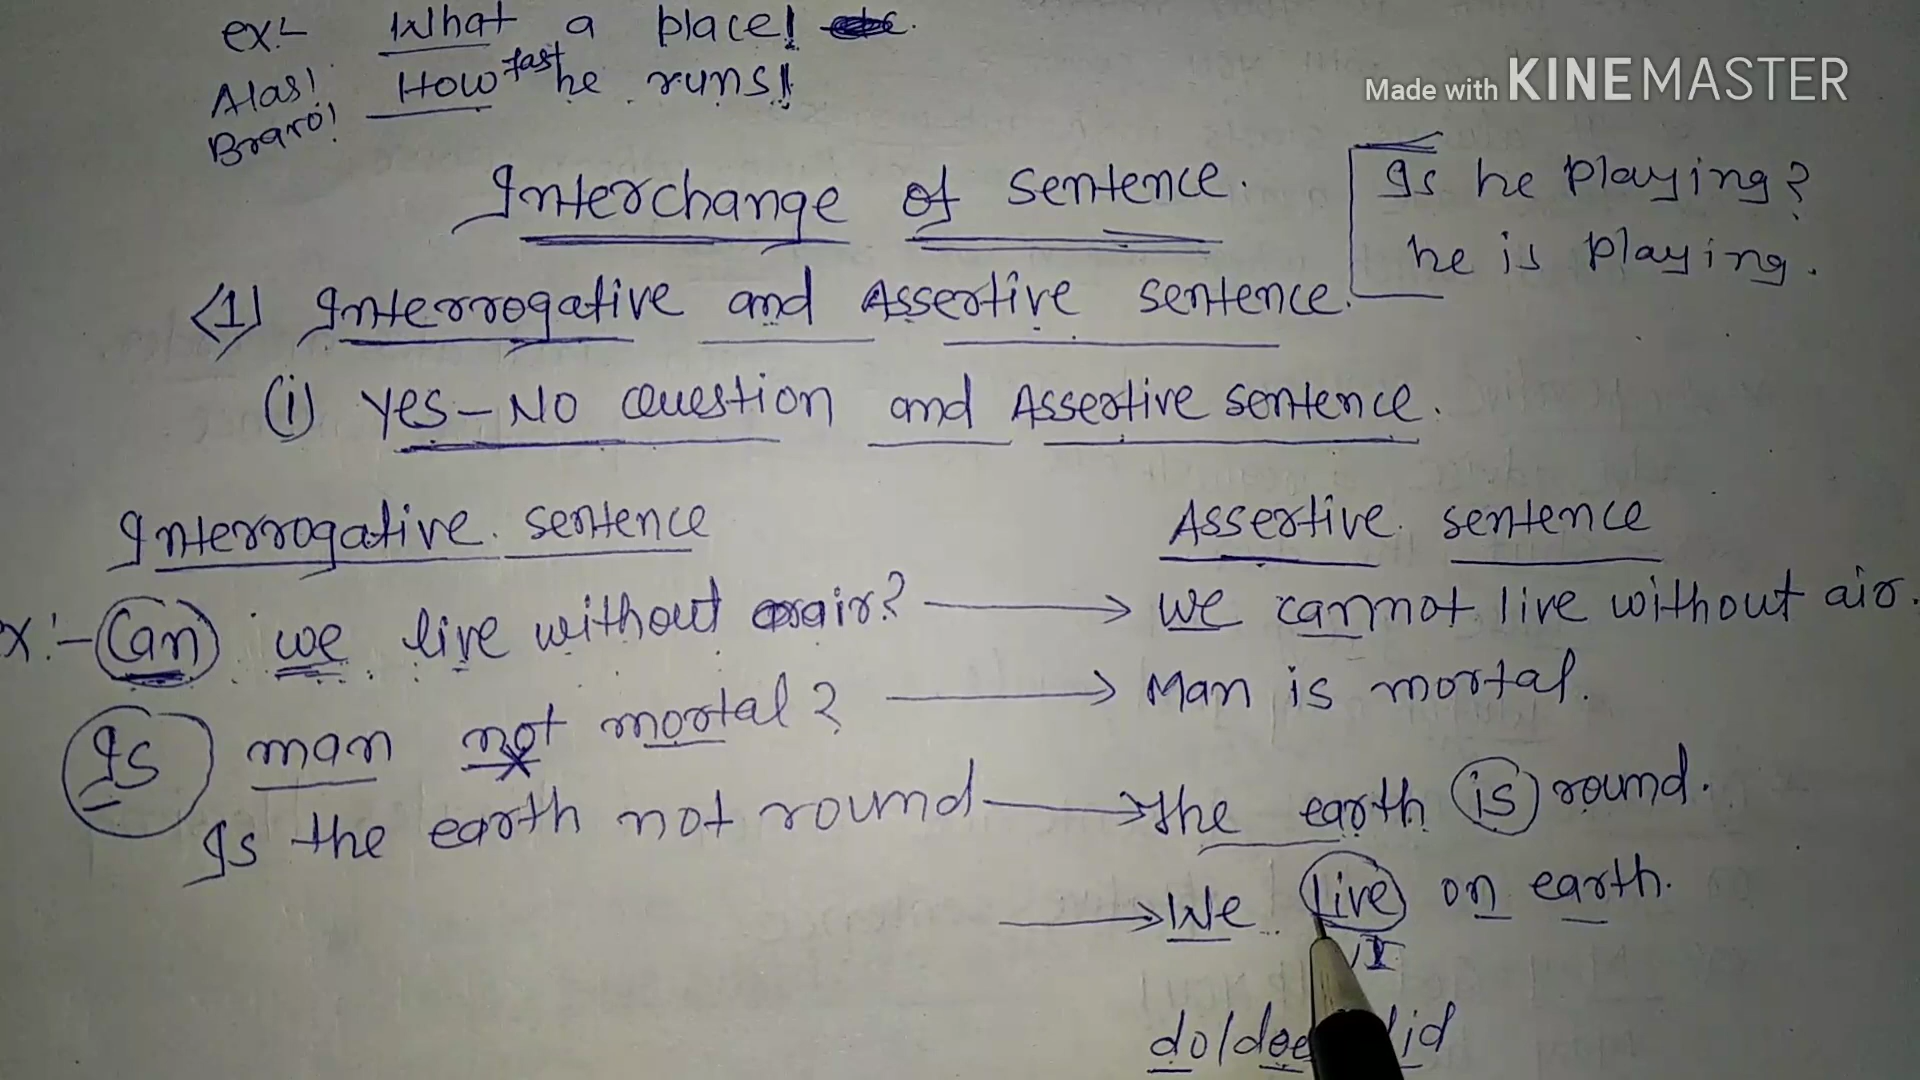 ex:- What a place!
Alas! How fast he runs!
Bravo!
Made with KINEMASTER
Interchange of sentence.
Is he playing?
he is playing.
(1) Interrogative and Assertive sentence.
(i) Yes-No Question and Assertive sentence.
Interrogative sentence Assertive sentence
x:- Can we live without air? → We cannot live without air.
Is man not mortal? → Man is mortal.
Is the earth not round → The earth is round.
→ We live on earth.
VI
do/doe id